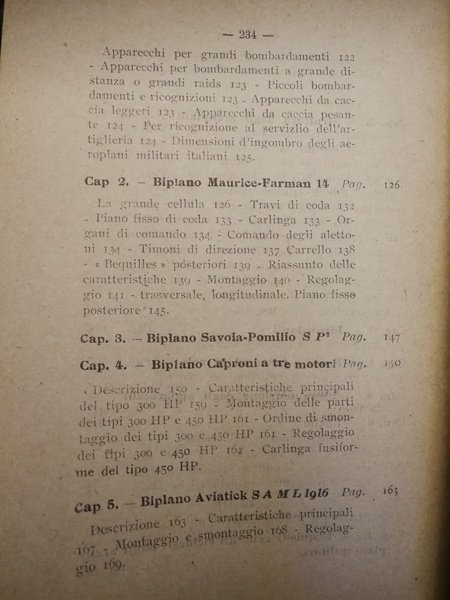 — 234 —
Apparecchi per grandi bombardamenti 122
- Apparecchi per bombardamenti a grande di-
stanza o grandi raids 123 - Piccoli bombar-
damenti e ricognizioni 123 - Apparecchi da cac-
cia leggeri 123 - Apparecchi da caccia pesan-
te 124 - Per ricognizione al servizlio dell'ar-
tiglieria 124 - Dimensioni d'ingombro degli ae-
roplani militari italiani 125.
Cap 2. — Biplano Maurice-Farman 14 Pag. 126
La grande cellula 126 - Travi di coda 132
- Piano fisso di coda 133 - Carlinga 133 - Or-
gani di comando 134 - Comando degli aletto-
ni 134 - Timoni di direzione 137 Carrello 138
- « Bequilles » posteriori 139 - Riassunto delle
caratteristiche 139 - Montaggio 140 - Regolag-
gio 141 - trasversale, longitudinale. Piano fisso
posteriore 145.
Cap. 3. — Biplano Savoia-Pomilio S P² Pag. 147
Cap. 4. — Biplano Caproni a tre motori Pag. 150
Descrizione 150 - Caratteristiche principali
del tipo 300 HP 159 - Montaggio delle parti
dei tipi 300 HP e 450 HP 161 - Ordine di smon-
taggio dei tipi 300 e 450 HP 161 - Regolaggio
dei tipi 300 e 450 HP 162 - Carlinga fusifor-
me del tipo 450 HP.
Cap 5. — Biplano Aviatick S A M L 1916 Pag. 163
Descrizione 163 - Caratteristiche principali
167 - Montaggio e smontaggio 168 - Regolag-
gio 169.